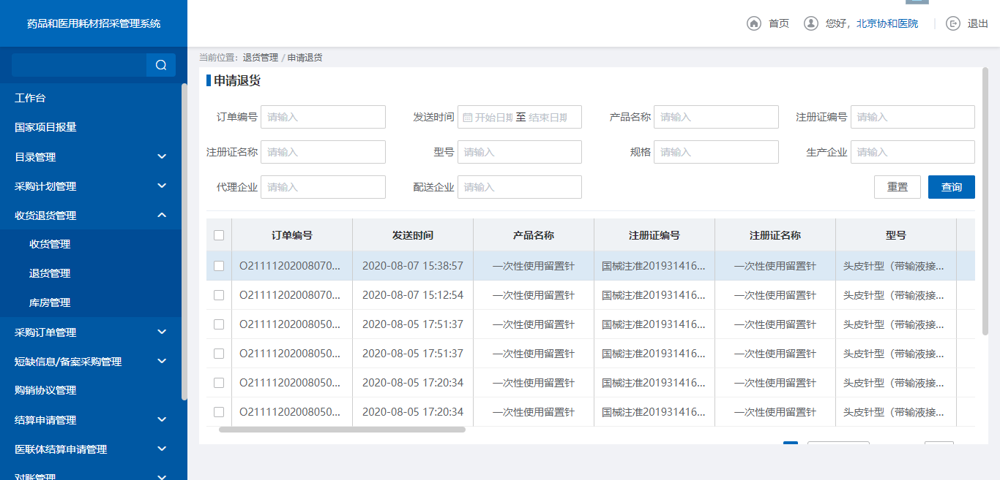 药品和医用耗材招采管理系统
首页 您好，北京协和医院 退出
当前位置：退货管理 / 申请退货
工作台
国家项目报量
目录管理
采购计划管理
收货退货管理
收货管理
退货管理
库房管理
采购订单管理
短缺信息/备案采购管理
购销协议管理
结算申请管理
医联体结算申请管理
对账管理
申请退货
订单编号 请输入 发送时间 开始日期 至 结束日期 产品名称 请输入 注册证编号 请输入
注册证名称 请输入 型号 请输入 规格 请输入 生产企业 请输入
代理企业 请输入 配送企业 请输入 重置 查询
订单编号 发送时间 产品名称 注册证编号 注册证名称 型号
O21111202008070... 2020-08-07 15:38:57 一次性使用留置针 国械注准201931416... 一次性使用留置针 头皮针型（带输液接...
O21111202008070... 2020-08-07 15:12:54 一次性使用留置针 国械注准201931416... 一次性使用留置针 头皮针型（带输液接...
O21111202008050... 2020-08-05 17:51:37 一次性使用留置针 国械注准201931416... 一次性使用留置针 头皮针型（带输液接...
O21111202008050... 2020-08-05 17:51:37 一次性使用留置针 国械注准201931416... 一次性使用留置针 头皮针型（带输液接...
O21111202008050... 2020-08-05 17:20:34 一次性使用留置针 国械注准201931416... 一次性使用留置针 头皮针型（带输液接...
O21111202008050... 2020-08-05 17:20:34 一次性使用留置针 国械注准201931416... 一次性使用留置针 头皮针型（带输液接...